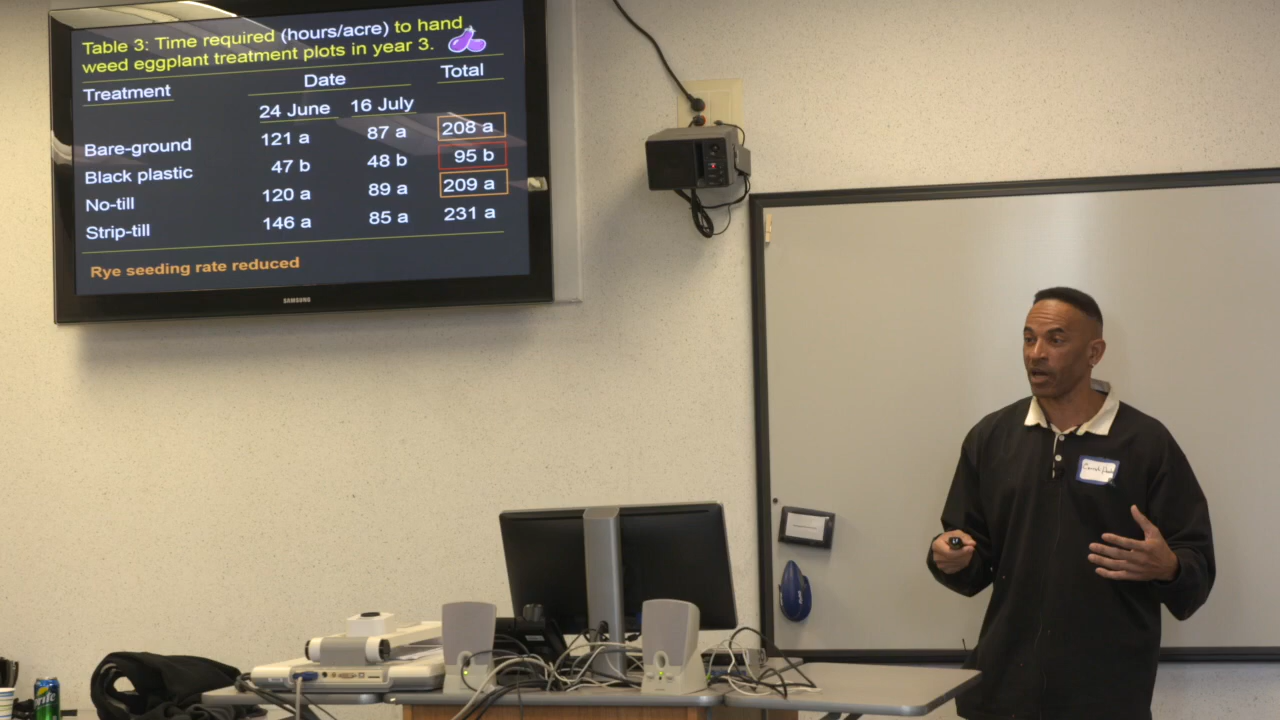 Table 3: Time required (hours/acre) to hand
weed eggplant treatment plots in year 3.
Treatment Date Total
24 June 16 July
Bare-ground 121 a 87 a 208 a
Black plastic 47 b 48 b 95 b
No-till 120 a 89 a 209 a
Strip-till 146 a 85 a 231 a
Rye seeding rate reduced
SAMSUNG